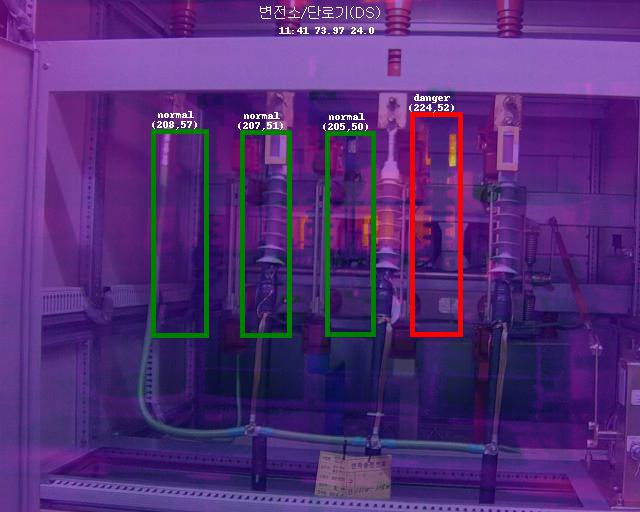 변전소/단로기(DS)
11:41 73.97 24.0
danger
(224,52)
normal
(208,57)
normal
(207,51)
normal
(205,50)